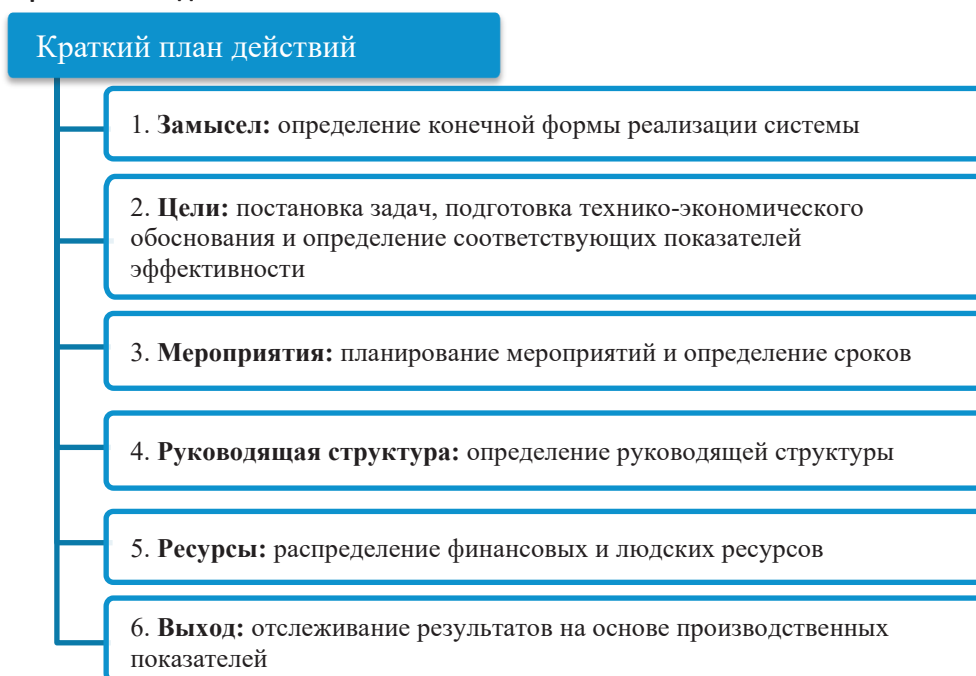 Краткий план действий
1. Замысел: определение конечной формы реализации системы
2. Цели: постановка задач, подготовка технико-экономического
обоснования и определение соответствующих показателей
эффективности
3. Мероприятия: планирование мероприятий и определение сроков
4. Руководящая структура: определение руководящей структуры
5. Ресурсы: распределение финансовых и людских ресурсов
6. Выход: отслеживание результатов на основе производственных
показателей